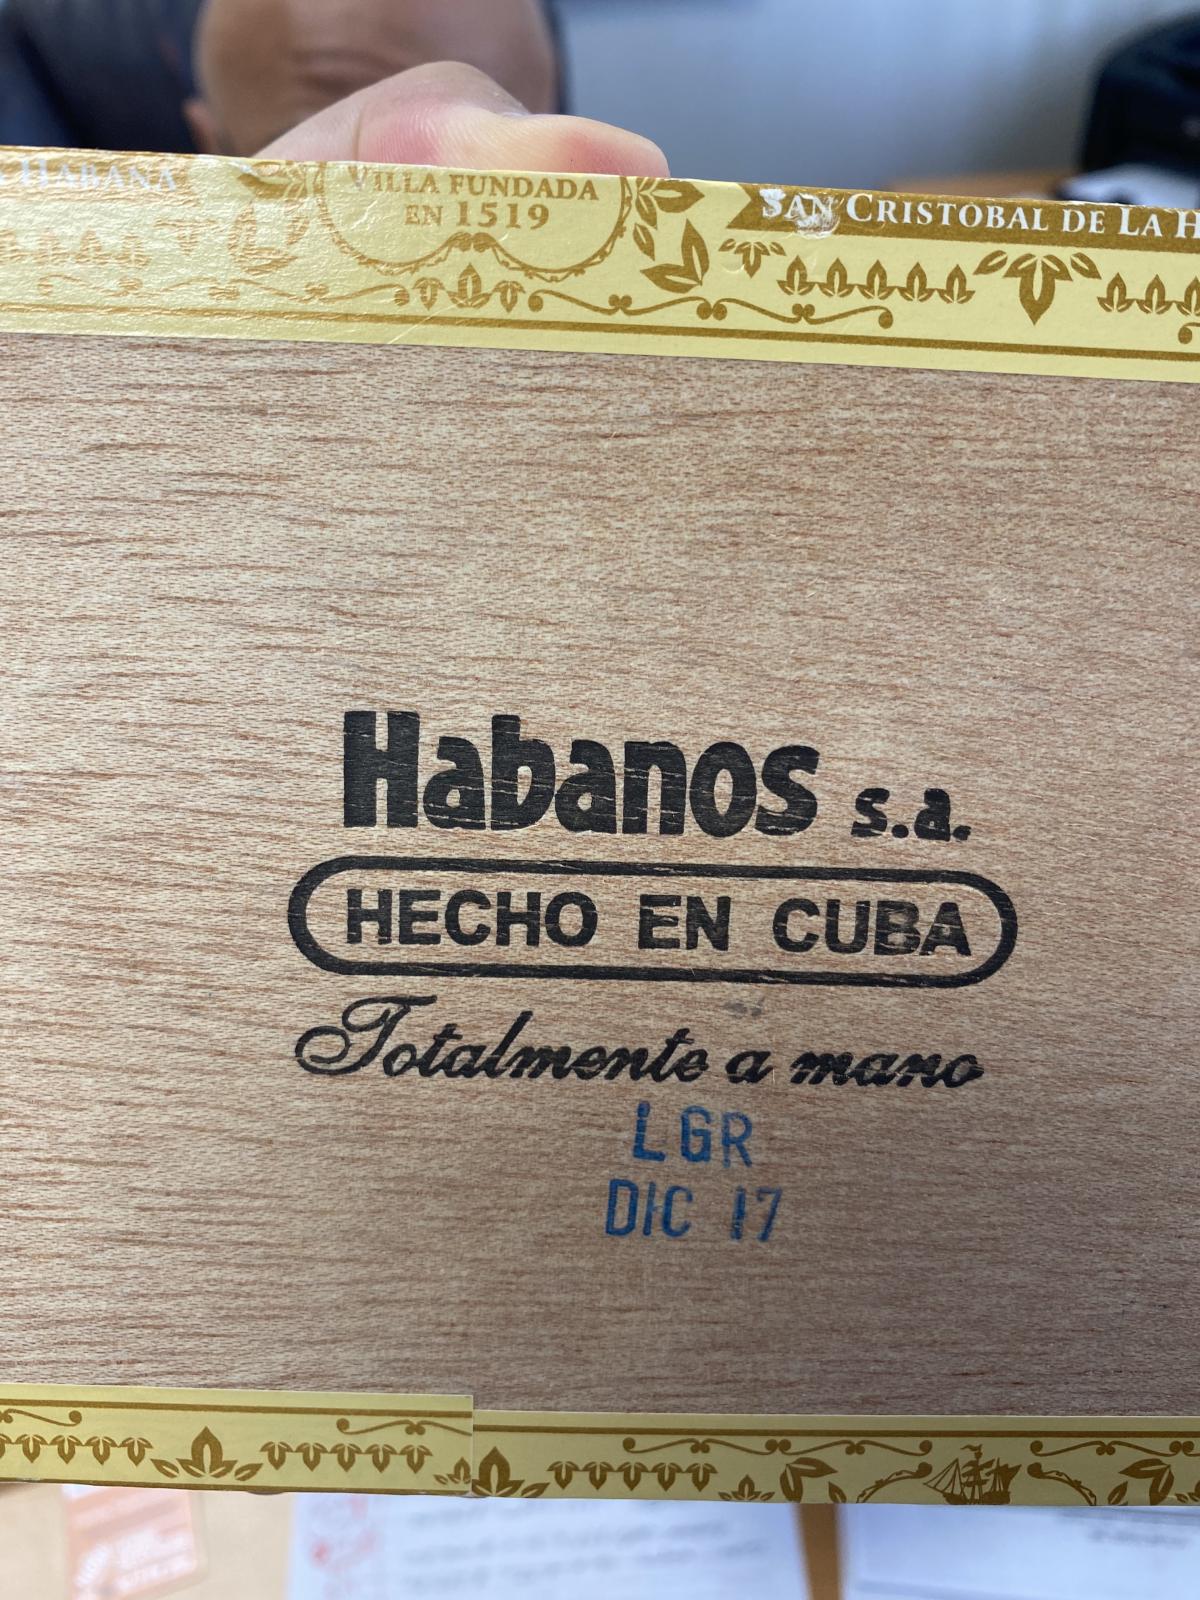 HABANA
VILLA FUNDADA
EN 1519
SAN CRISTOBAL DE LA H
Habanos s.a.
HECHO EN CUBA
Totalmente a mano
LGR
DIC 17